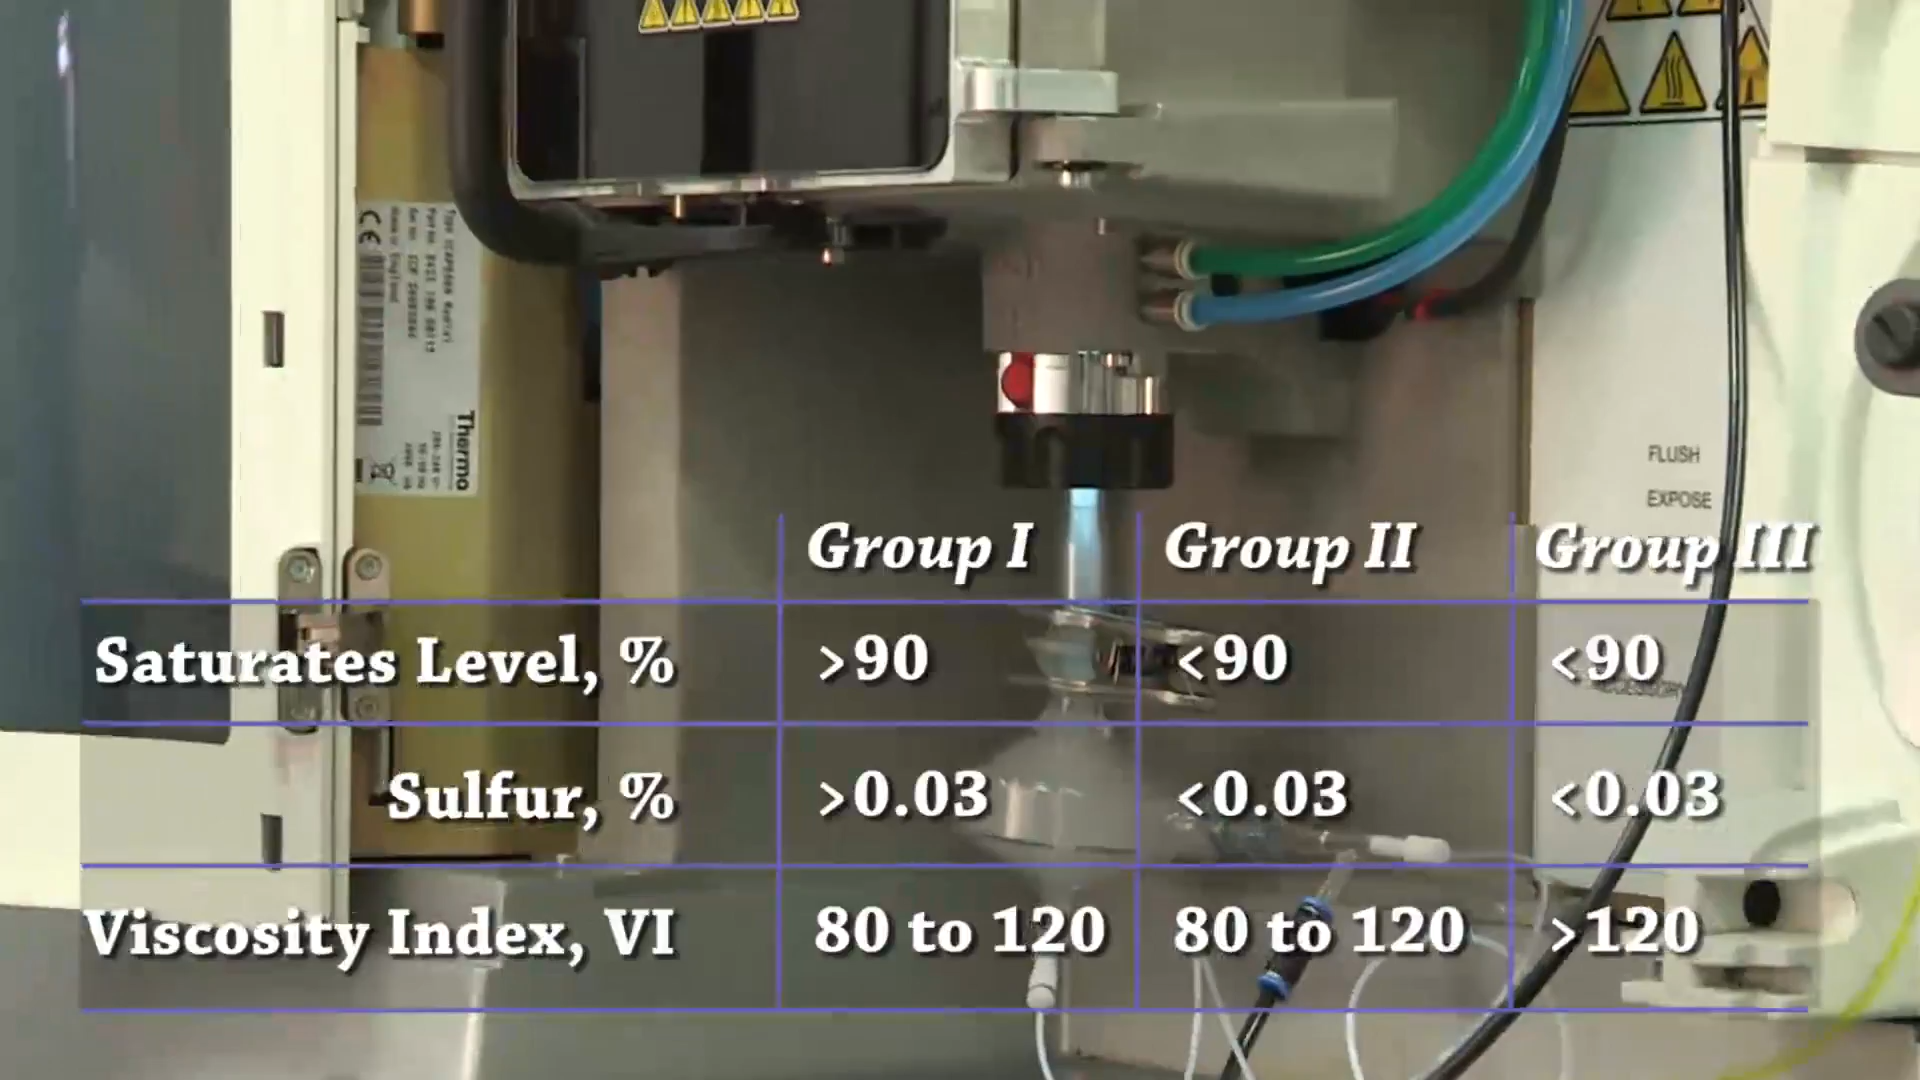 Thermo
FLUSH
EXPOSE
Group I Group II Group III
Saturates Level, % >90 <90 <90
Sulfur, % >0.03 <0.03 <0.03
Viscosity Index, VI 80 to 120 80 to 120 >120